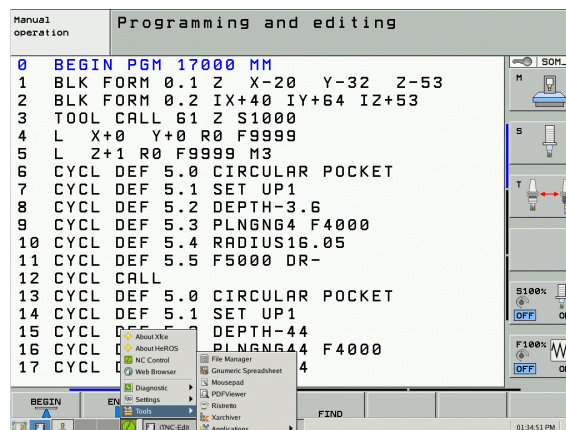 Manual
operation
Programming and editing
0 BEGIN PGM 17000 MM
1 BLK FORM 0.1 Z X-20 Y-32 Z-53
2 BLK FORM 0.2 IX+40 IY+64 IZ+53
3 TOOL CALL 61 Z S1000
4 L X+0 Y+0 R0 F9999
5 L Z+1 R0 F9999 M3
6 CYCL DEF 5.0 CIRCULAR POCKET
7 CYCL DEF 5.1 SET UP1
8 CYCL DEF 5.2 DEPTH-3.6
9 CYCL DEF 5.3 PLNGNG4 F4000
10 CYCL DEF 5.4 RADIUS16.05
11 CYCL DEF 5.5 F5000 DR-
12 CYCL CALL
13 CYCL DEF 5.0 CIRCULAR POCKET
14 CYCL DEF 5.1 SET UP1
15 CYCL DEPTH-44
16 CYCL PLNGNG44 F4000
17 CYCL 4
SOM_
M
S
T
S100%
OFF
F100%
OFF
About Xfce
About HeROS
NC Control
Web Browser
Diagnostic
Settings
Tools
File Manager
Gnumeric Spreadsheet
Mousepad
PDFViewer
Ristretto
Xarchiver
Applications
BEGIN
FIND
iTNC-Edit
01:34:51 PM